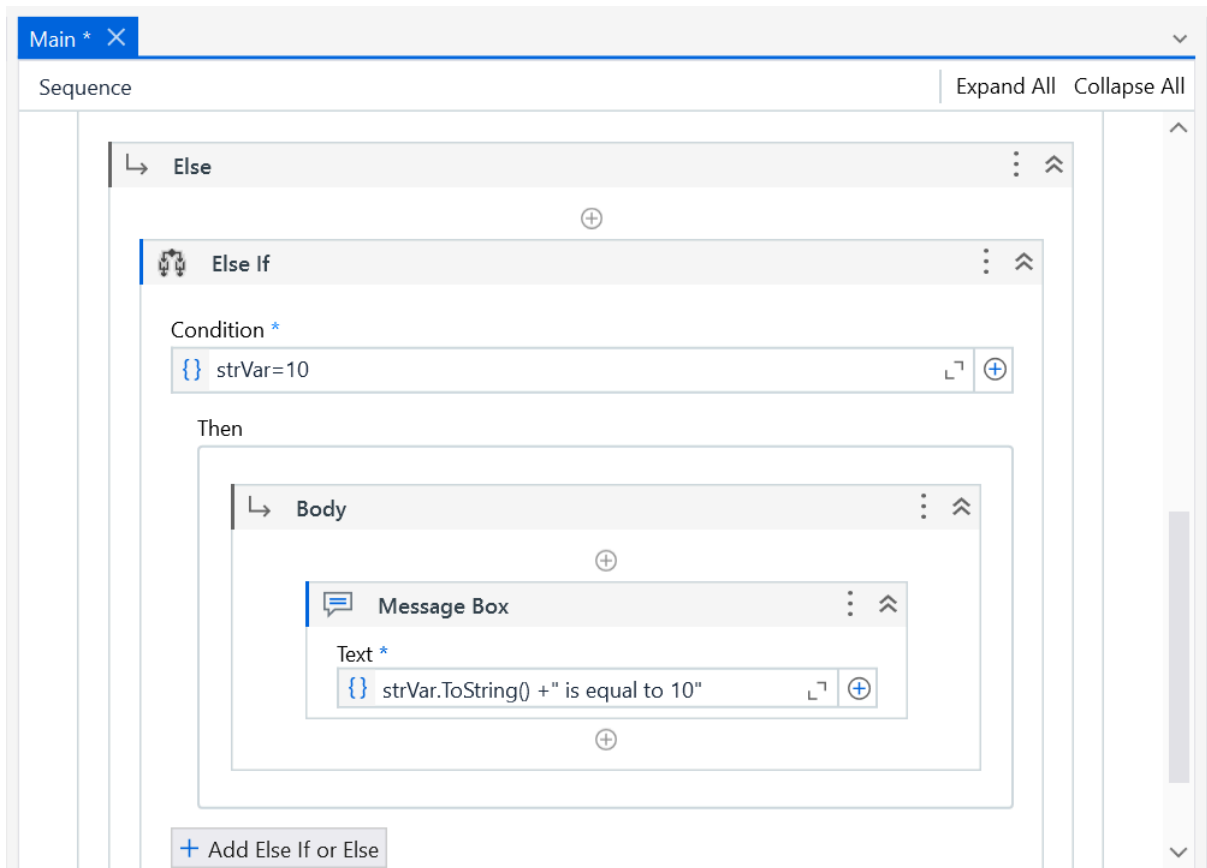 Main *
Sequence Expand All Collapse All
Else
Else If
Condition *
{} strVar=10
Then
Body
Message Box
Text *
{} strVar.ToString() +" is equal to 10"
+ Add Else If or Else